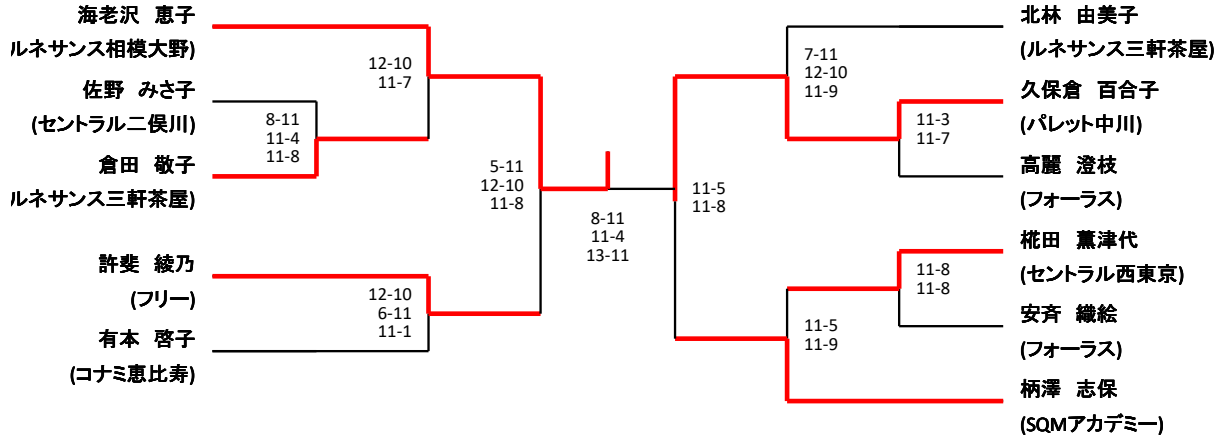 海老沢 恵子
ルネサンス相模大野)
佐野 みさ子
(セントラル二俣川)
倉田 敬子
ルネサンス三軒茶屋)
許斐 綾乃
(フリー)
有本 啓子
(コナミ恵比寿)
12-10
11-7
8-11
11-4
11-8
12-10
6-11
11-1
5-11
12-10
11-8
8-11
11-4
13-11
11-5
11-8
7-11
12-10
11-9
11-3
11-7
11-8
11-8
11-5
11-9
北林 由美子
(ルネサンス三軒茶屋)
久保倉 百合子
(パレット中川)
高麗 澄枝
(フォーラス)
椛田 薫津代
(セントラル西東京)
安斉 織絵
(フォーラス)
柄澤 志保
(SQMアカデミー)